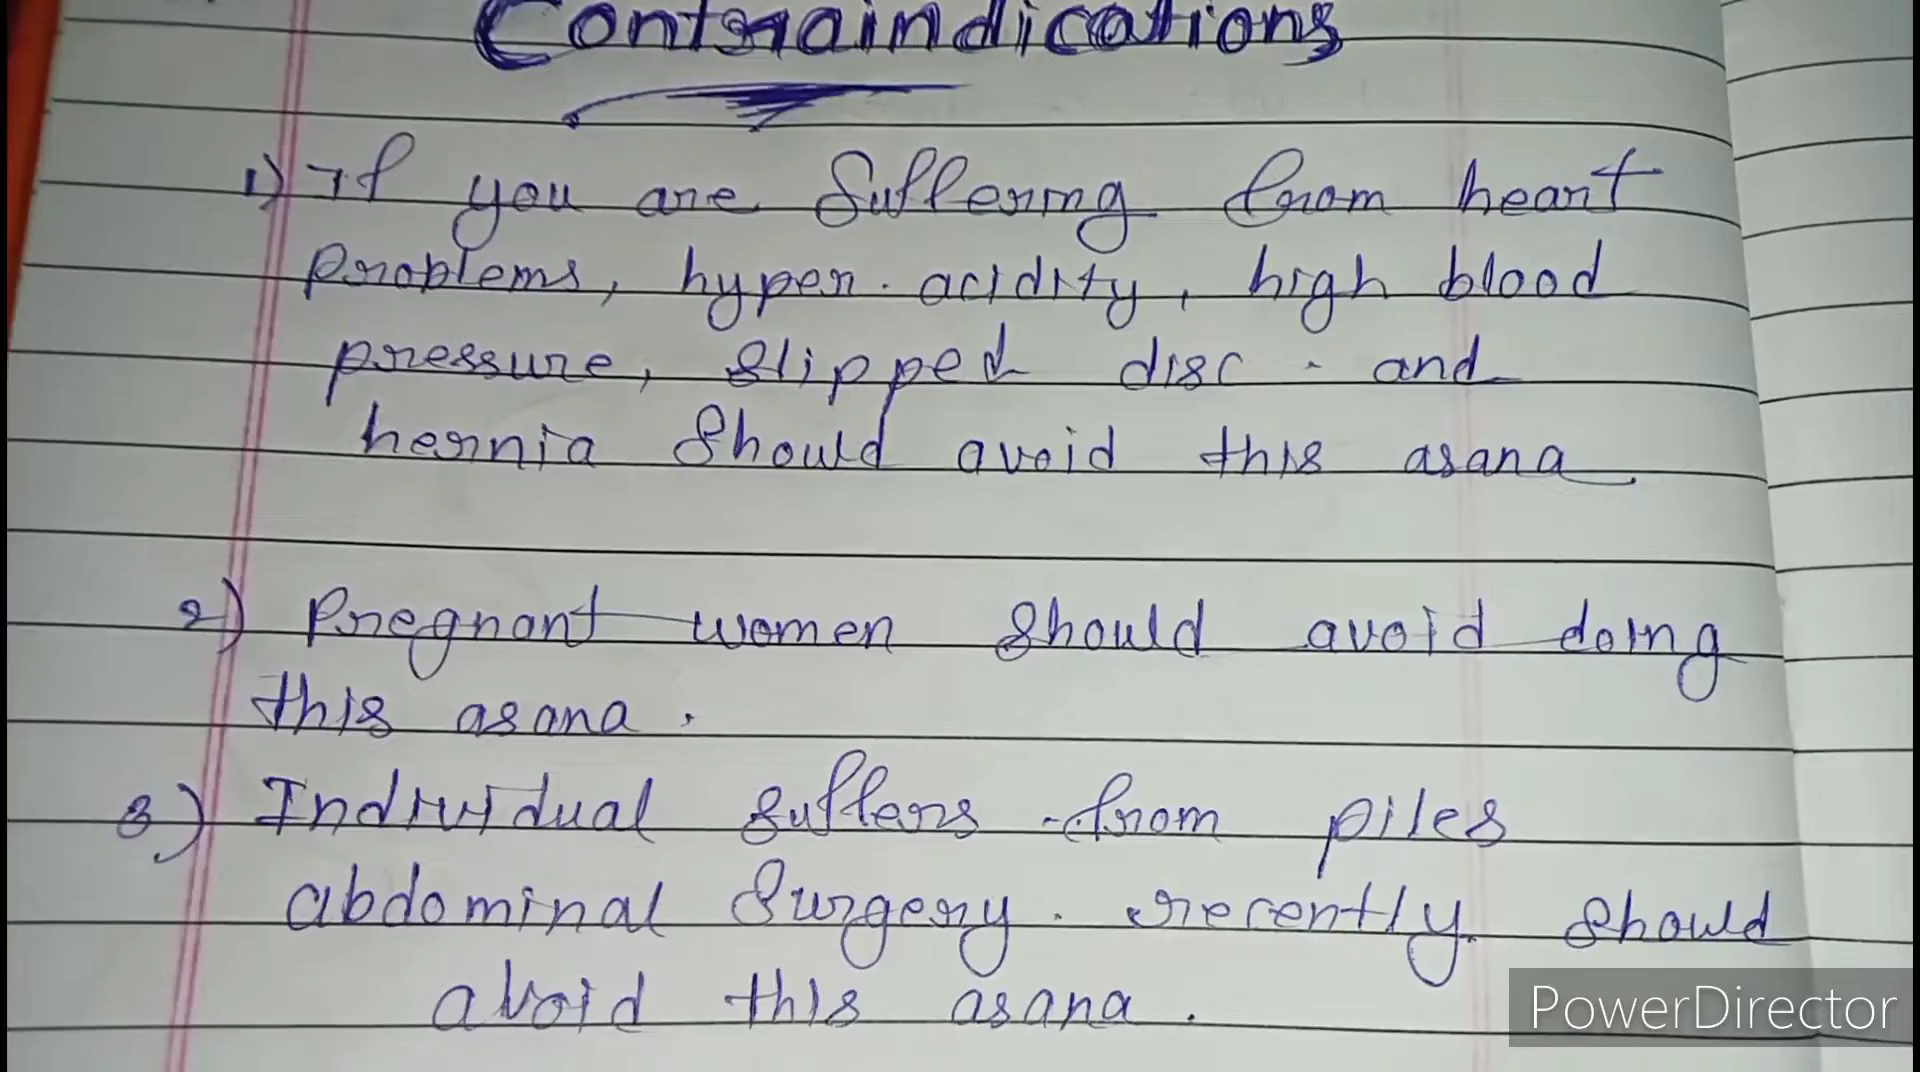 Contraindications
1) If you are Suffering from heart
problems, hyper acidity, high blood
pressure, slipped disc and
hernia should avoid this asana
2) Pregnant women should avoid doing
this asana.
3) Individual suffers from piles
abdominal Surgery recently should
avoid this asana.
PowerDirector